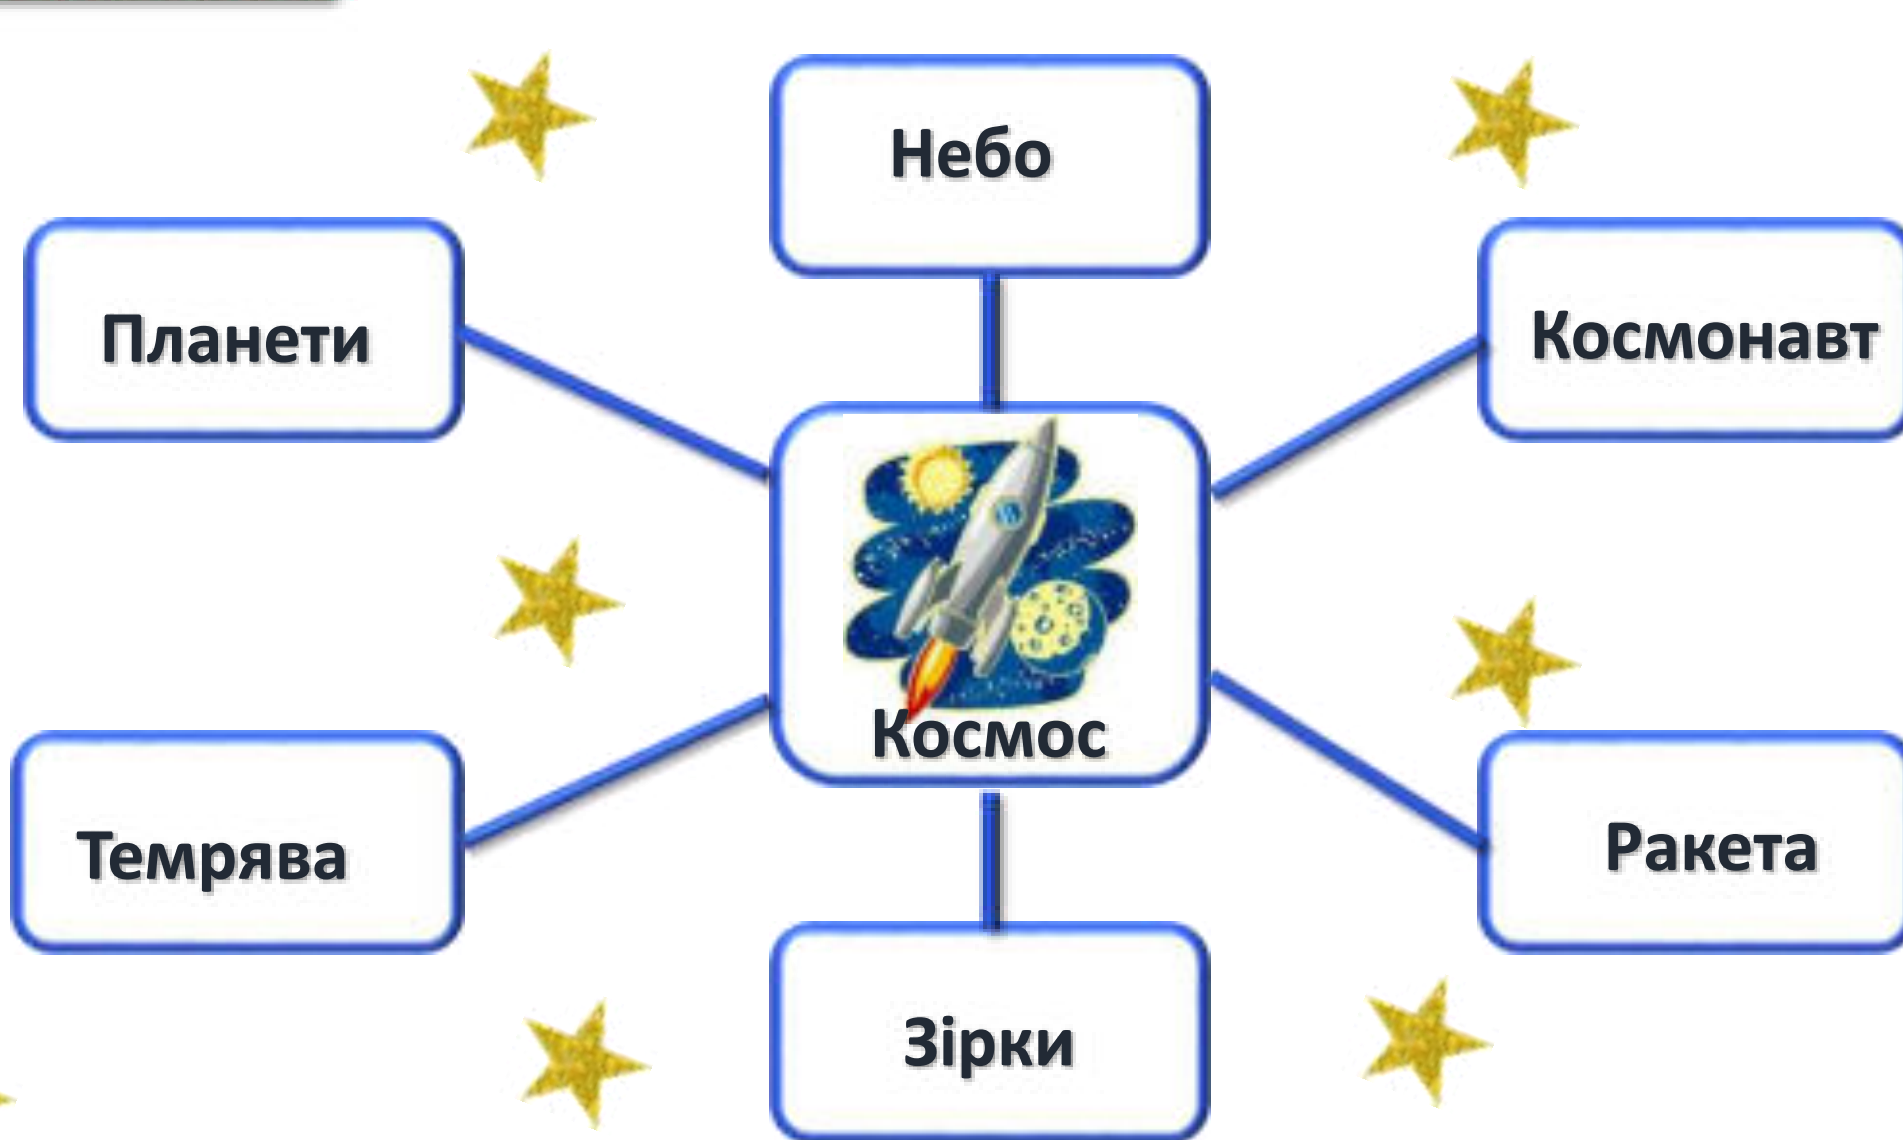 Небо
Планети
Космонавт
Космос
Темрява
Ракета
Зірки